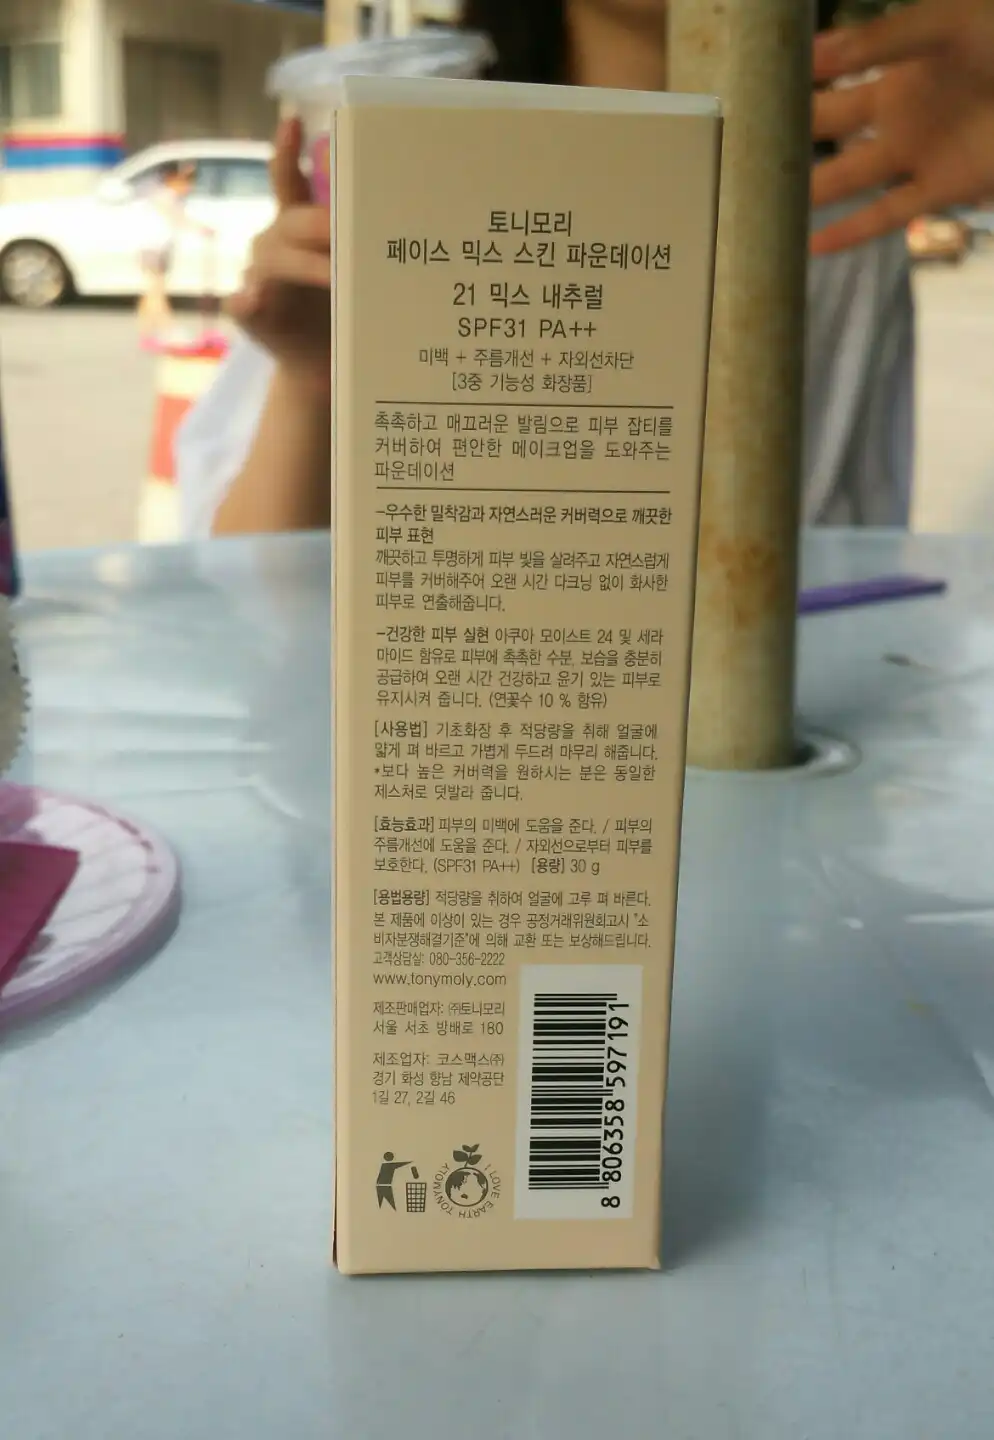 토니모리
페이스 믹스 스킨 파운데이션
21 믹스 내추럴
SPF31 PA++
미백 + 주름개선 + 자외선차단
[3중 기능성 화장품]
촉촉하고 매끄러운 발림으로 피부 잡티를
커버하여 편안한 메이크업을 도와주는
파운데이션
-우수한 밀착감과 자연스러운 커버력으로 깨끗한
피부 표현
깨끗하고 투명하게 피부 빛을 살려주고 자연스럽게
피부를 커버해주어 오랜 시간 다크닝 없이 화사한
피부로 연출해줍니다.
-건강한 피부 실현 아쿠아 모이스트 24 및 세라
마이드 함유로 피부에 촉촉한 수분, 보습을 충분히
공급하여 오랜 시간 건강하고 윤기 있는 피부로
유지시켜 줍니다. (연꽃수 10 % 함유)
[사용법] 기초화장 후 적당량을 취해 얼굴에
얇게 펴 바르고 가볍게 두드려 마무리 해줍니다.
*보다 높은 커버력을 원하시는 분은 동일한
제스처로 덧발라 줍니다.
[효능효과] 피부의 미백에 도움을 준다. / 피부의
주름개선에 도움을 준다. / 자외선으로부터 피부를
보호한다. (SPF31 PA++) [용량] 30 g
[용법용량] 적당량을 취하여 얼굴에 고루 펴 바른다.
본 제품에 이상이 있는 경우 공정거래위원회고시 "소
비자분쟁해결기준"에 의해 교환 또는 보상해드립니다.
고객상담실: 080-356-2222
www.tonymoly.com
제조판매업자: ㈜토니모리
서울 서초 방배로 180
제조업자: 코스맥스㈜
경기 화성 향남 제약공단
1길 27, 2길 46
TONYMOLY I LOVE EARTH
8 806358 597191